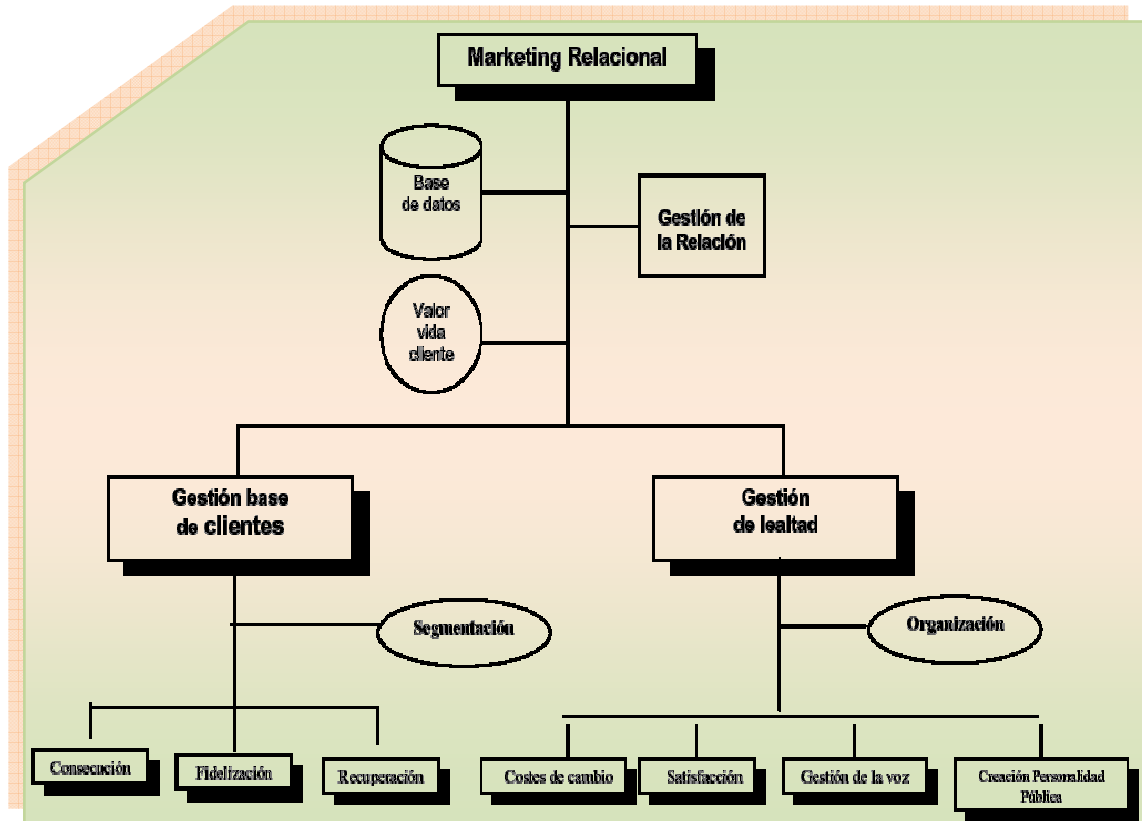 Marketing Relacional
Base
de datos
Gestión de
la Relación
Valor
vida
cliente
Gestión base
de clientes
Gestión
de lealtad
Segmentación
Organización
Consecución
Fidelización
Recuperación
Costes de cambio
Satisfacción
Gestión de la voz
Creación Personalidad
Pública